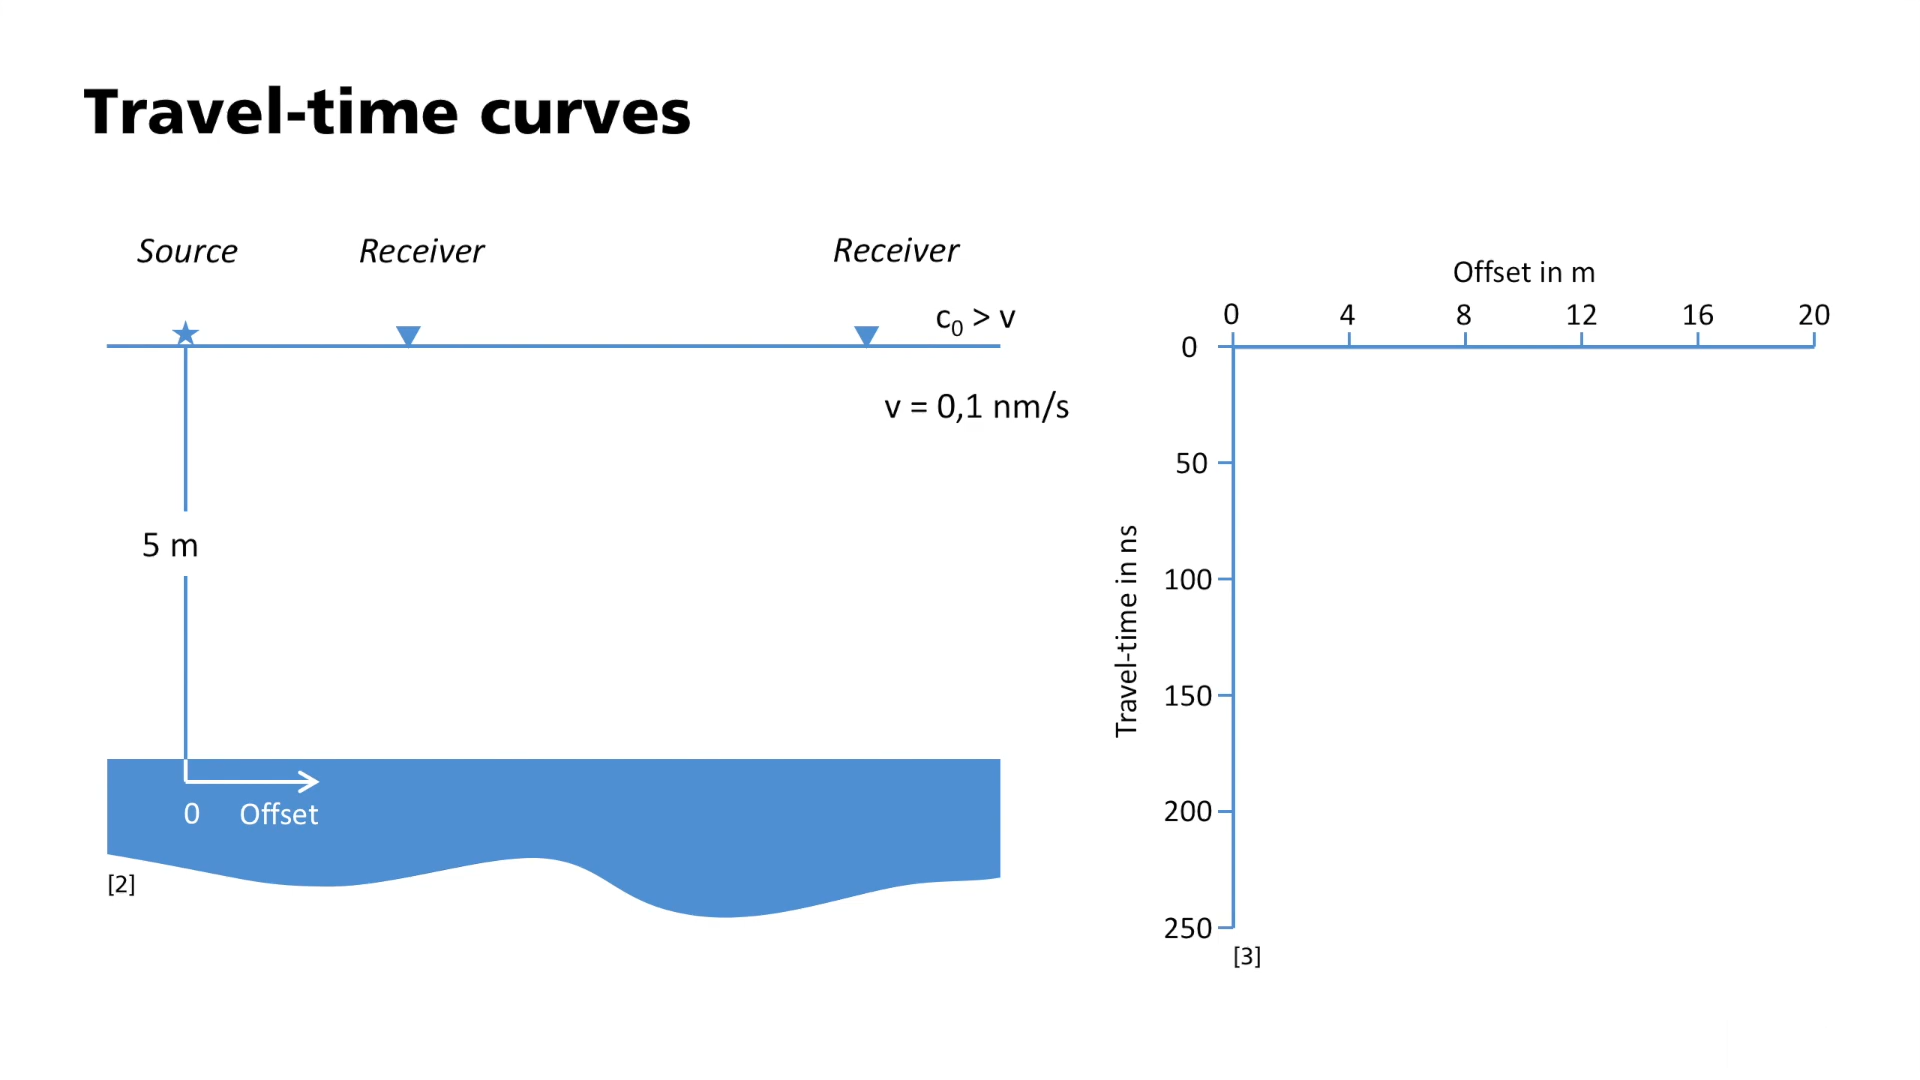 Travel-time curves
Source
Receiver
Receiver
c₀ > v
v = 0,1 nm/s
5 m
0 Offset
[2]
Offset in m
0 4 8 12 16 20
0
50
100
150
200
250
Travel-time in ns
[3]